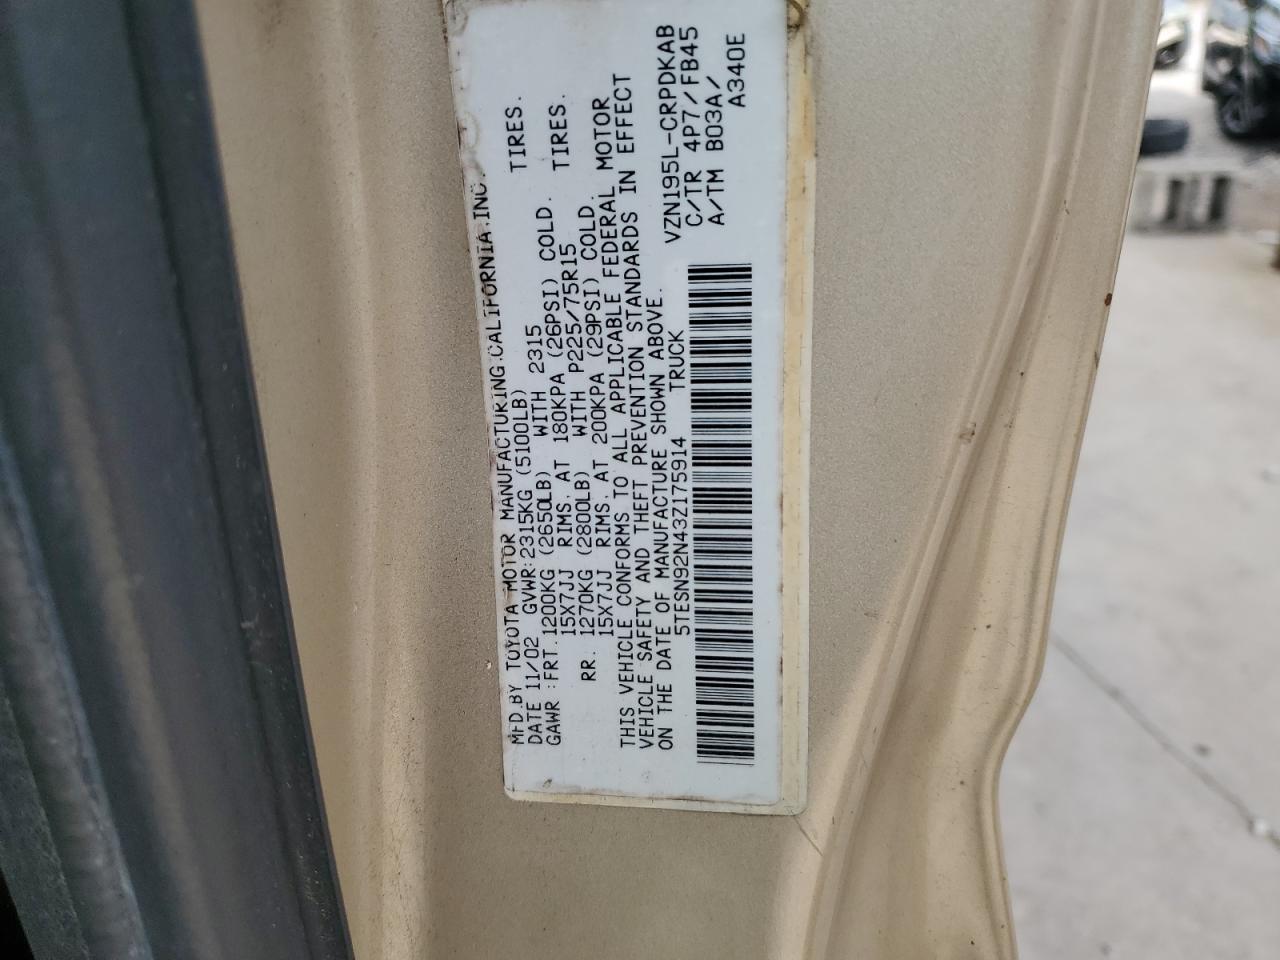 MFD.BY TOYOTA MOTOR MANUFACTURING.CALIFORNIA.INC.
DATE 11/02 GVWR:2315KG (5100LB)
GAWR :FRT.1200KG (2650LB) WITH 2315 TIRES.
15X7JJ RIMS.AT 180KPA (26PSI) COLD.
RR. 1270KG (2800LB) WITH P225/75R15 TIRES.
15X7JJ RIMS.AT 200KPA (29PSI) COLD.
THIS VEHICLE CONFORMS TO ALL APPLICABLE FEDERAL MOTOR
VEHICLE SAFETY AND THEFT PREVENTION STANDARDS IN EFFECT
ON THE DATE OF MANUFACTURE SHOWN ABOVE.
5TESN92N43Z175914 TRUCK
VZN195L-CRPDKAB
C/TR 4P7/FB45
A/TM B03A/
A340E